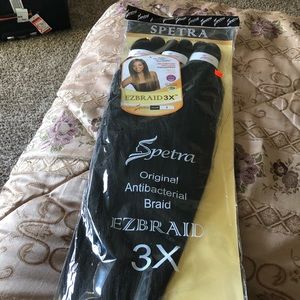 SPETRA
EZBRAID 3X
Spetra
Original
Antibacterial
Braid
EZBRAID
3X